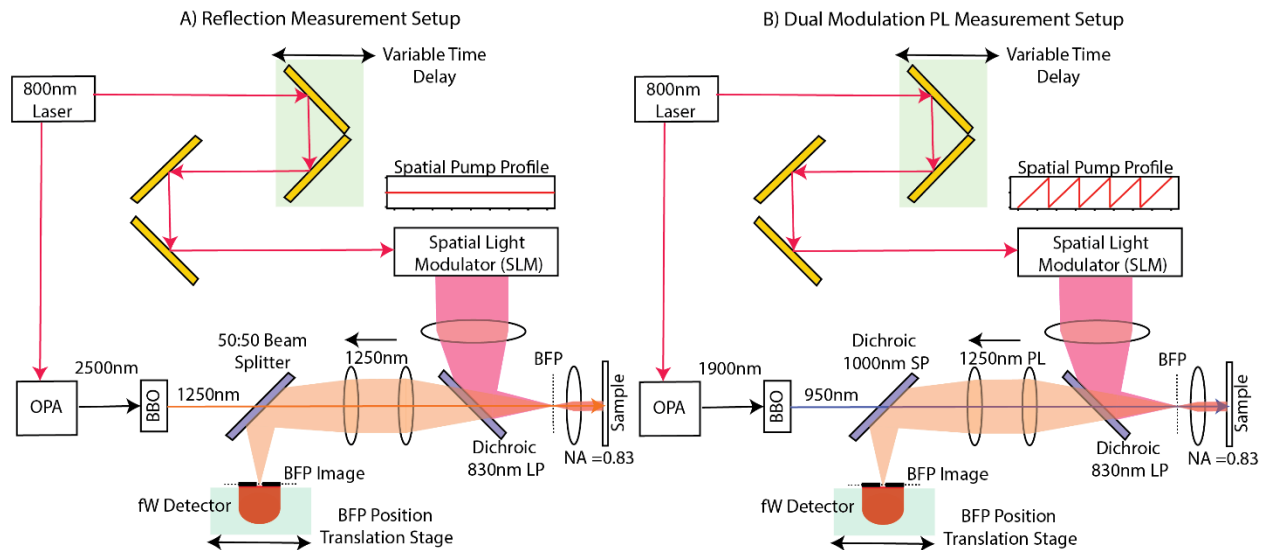 A) Reflection Measurement Setup
Variable Time
Delay
800nm
Laser
Spatial Pump Profile
Spatial Light
Modulator (SLM)
50:50 Beam
Splitter
2500nm
1250nm
1250nm
BFP
OPA
BBO
Sample
Dichroic
830nm LP
NA =0.83
BFP Image
fW Detector
BFP Position
Translation Stage
B) Dual Modulation PL Measurement Setup
Variable Time
Delay
800nm
Laser
Spatial Pump Profile
Spatial Light
Modulator (SLM)
Dichroic
1000nm SP
1900nm
950nm
1250nm PL
BFP
OPA
BBO
Sample
Dichroic
830nm LP
NA =0.83
BFP Image
fW Detector
BFP Position
Translation Stage